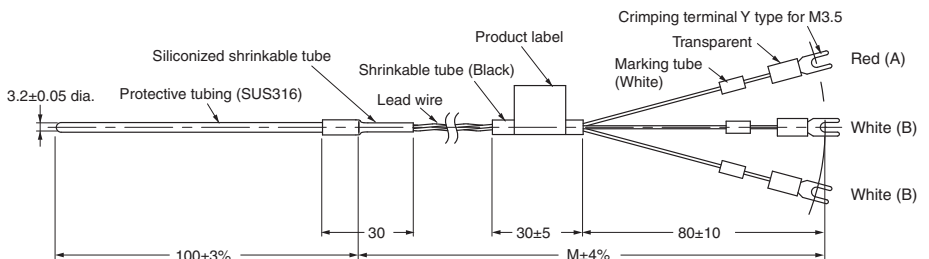 Crimping terminal Y type for M3.5
Product label
Transparent
Siliconized shrinkable tube
Red (A)
Marking tube
(White)
Shrinkable tube (Black)
3.2±0.05 dia.
Protective tubing (SUS316)
Lead wire
White (B)
White (B)
30
30±5
80±10
100±3%
M±4%